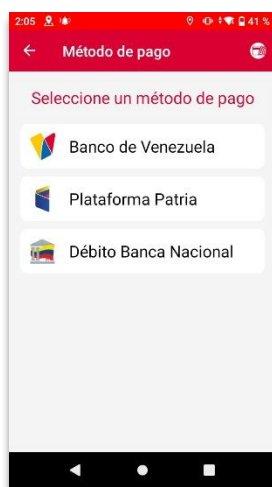 2:05 41 %
Método de pago
Seleccione un método de pago
Banco de Venezuela
Plataforma Patria
Débito Banca Nacional